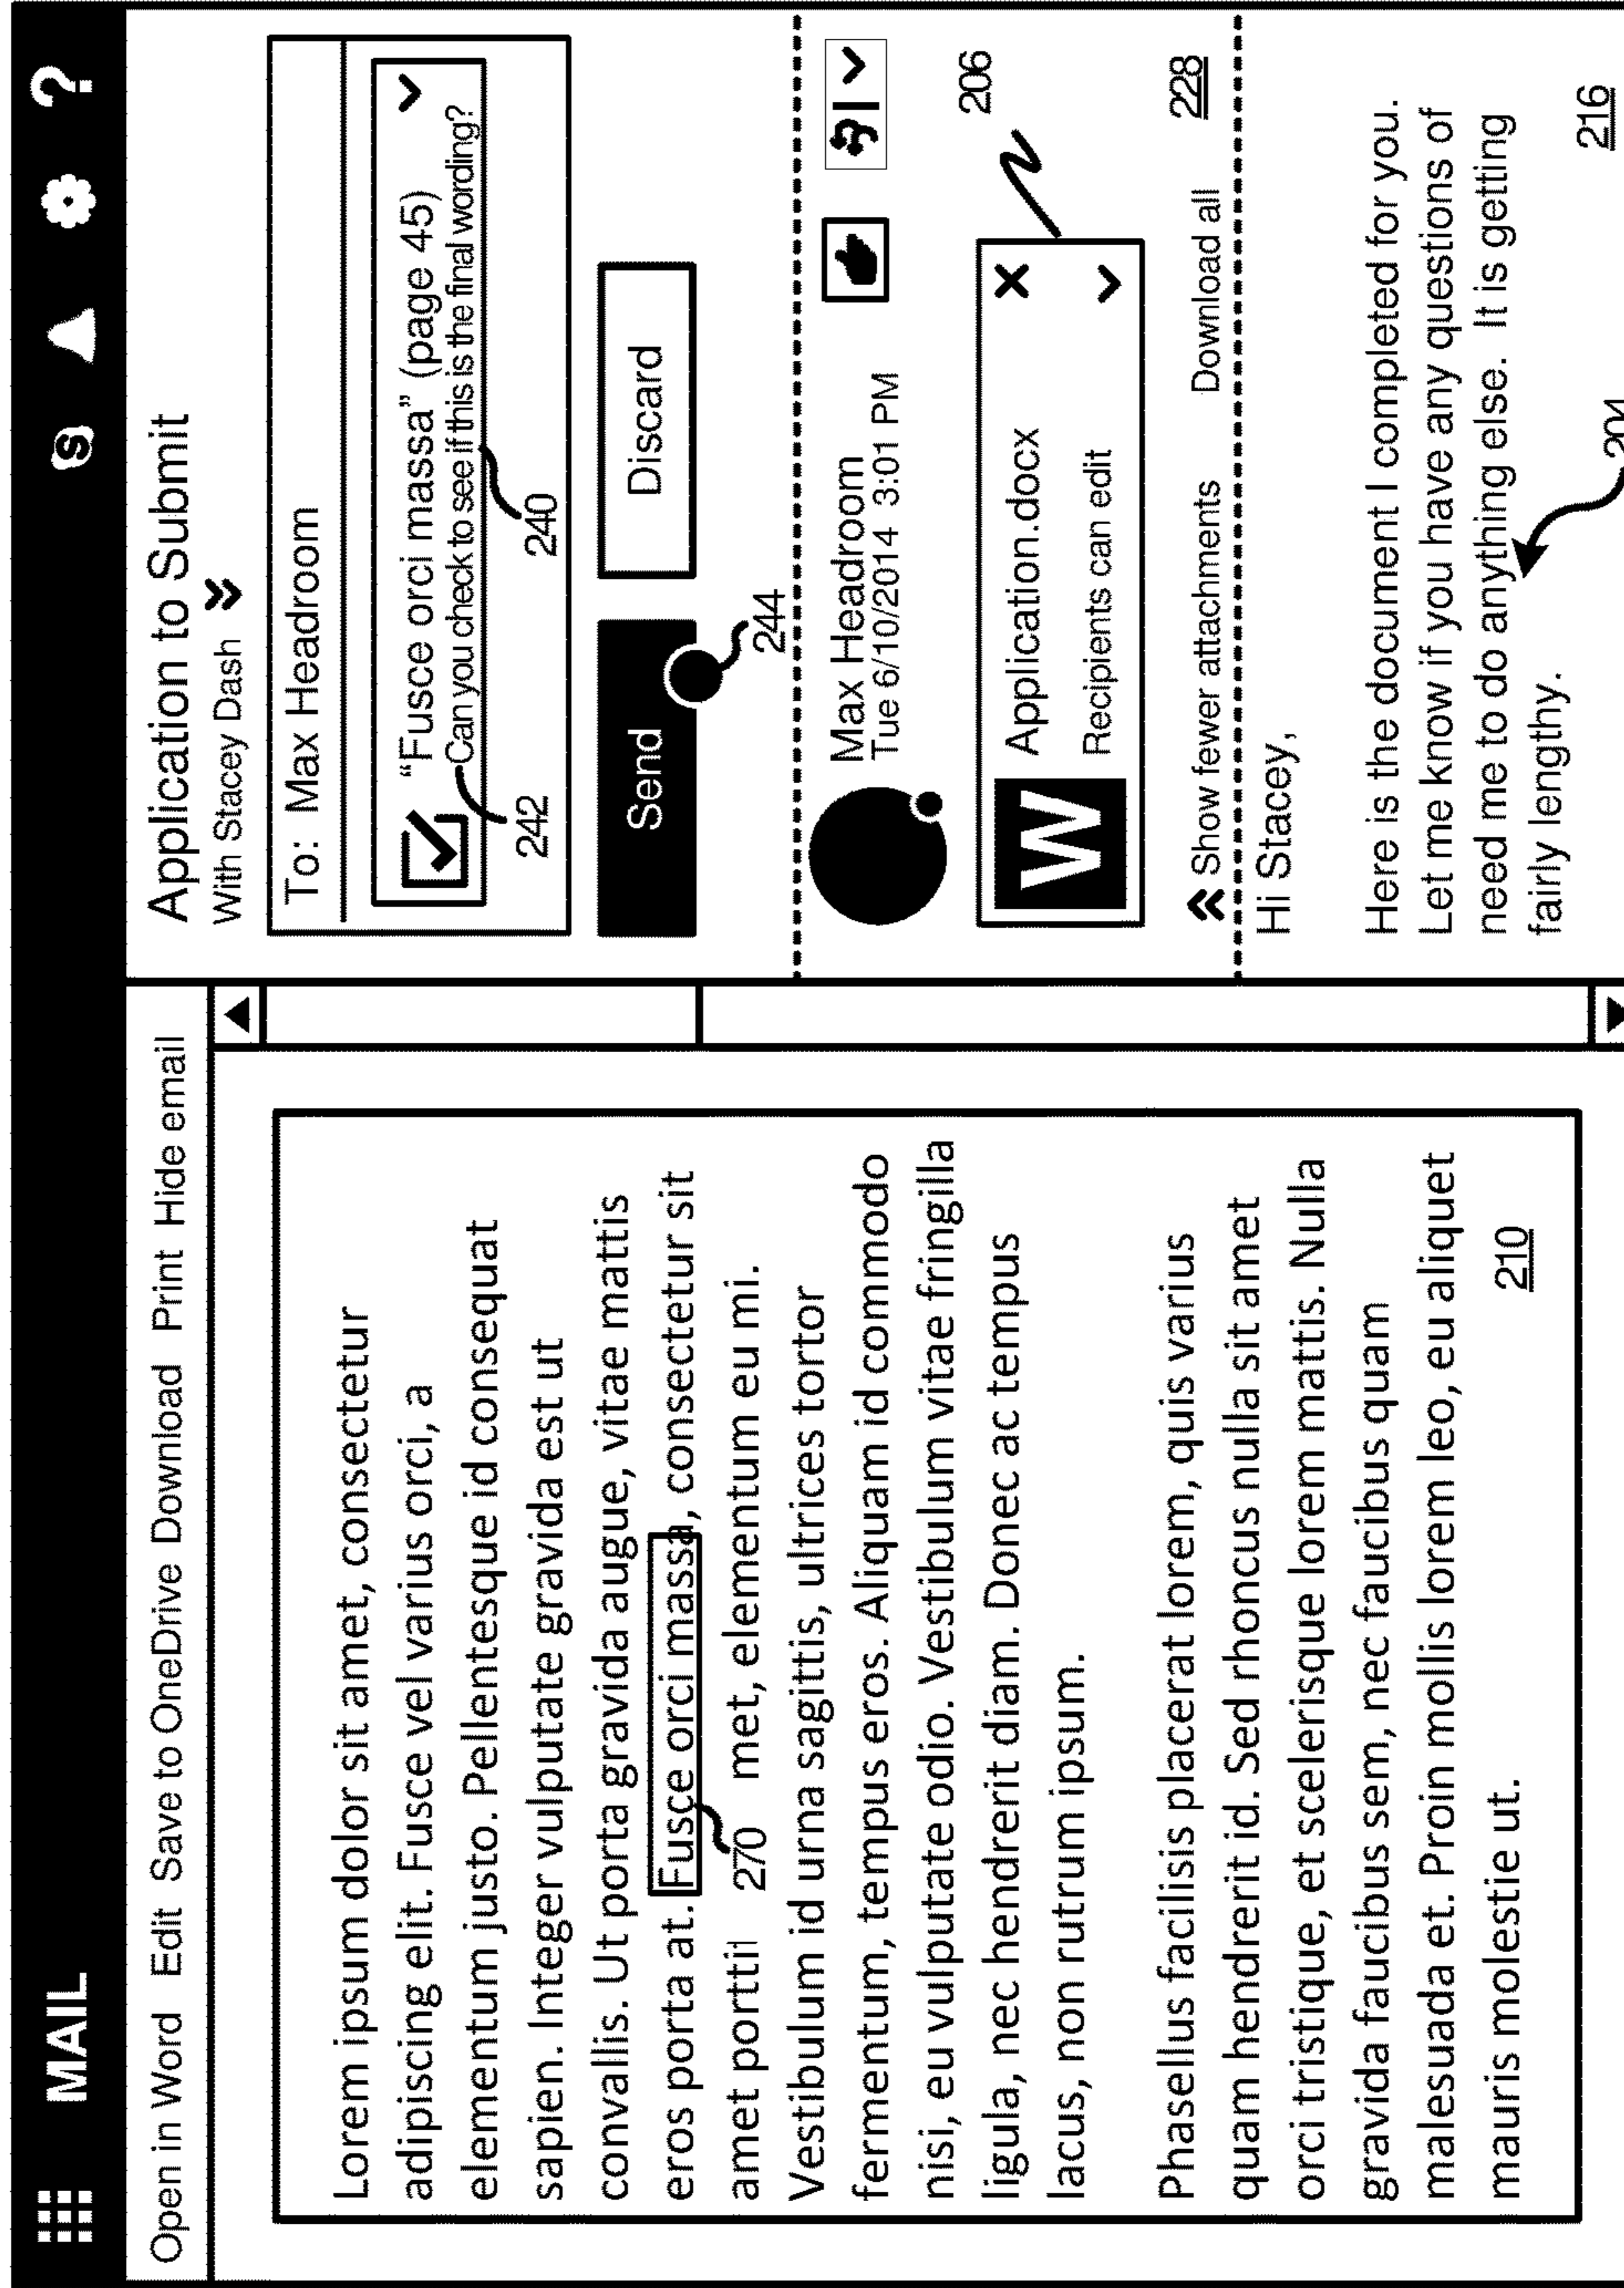 MAIL
?
Open in Word Edit Save to OneDrive Download Print Hide email
Lorem ipsum dolor sit amet, consectetur
adipiscing elit. Fusce vel varius orci, a
elementum justo. Pellentesque id consequat
sapien. Integer vulputate gravida est ut
convallis. Ut porta gravida augue, vitae mattis
eros porta at. Fusce orci massa, consectetur sit
amet portti 270 met, elementum eu mi.
Vestibulum id urna sagittis, ultrices tortor
fermentum, tempus eros. Aliquam id commodo
nisi, eu vulputate odio. Vestibulum vitae fringilla
ligula, nec hendrerit diam. Donec ac tempus
lacus, non rutrum ipsum.
Phasellus facilisis placerat lorem, quis varius
quam hendrerit id. Sed rhoncus nulla sit amet
orci tristique, et scelerisque lorem mattis. Nulla
gravida faucibus sem, nec faucibus quam
malesuada et. Proin mollis lorem leo, eu aliquet
mauris molestie ut.
210
Application to Submit
With Stacey Dash
To: Max Headroom
“Fusce orci massa” (page 45)
Can you check to see if this is the final wording?
242
240
Send
Discard
244
Max Headroom
Tue 6/10/2014 3:01 PM
206
W
Application.docx
Recipients can edit
Show fewer attachments Download all
228
Hi Stacey,
Here is the document I completed for you.
Let me know if you have any questions of
need me to do anything else. It is getting
fairly lengthy.
204
216